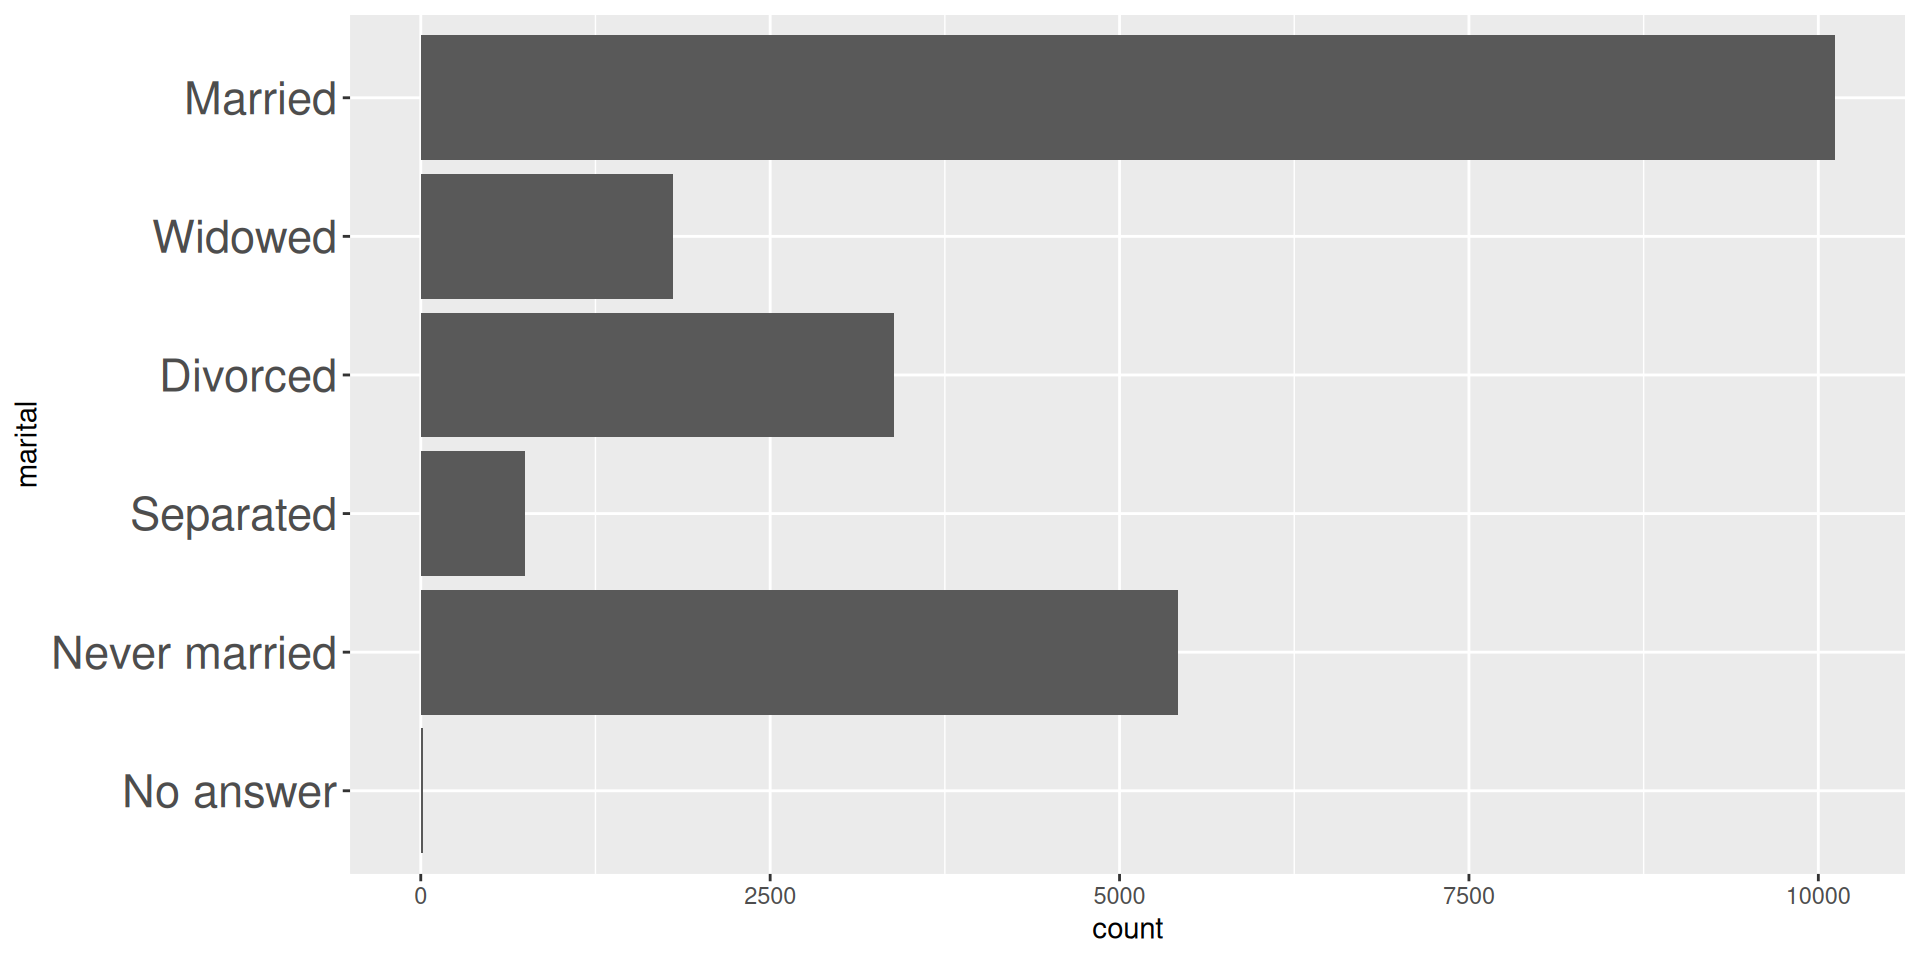 Married
Widowed
Divorced
Separated
Never married
No answer
marital
0 2500 5000 7500 10000
count